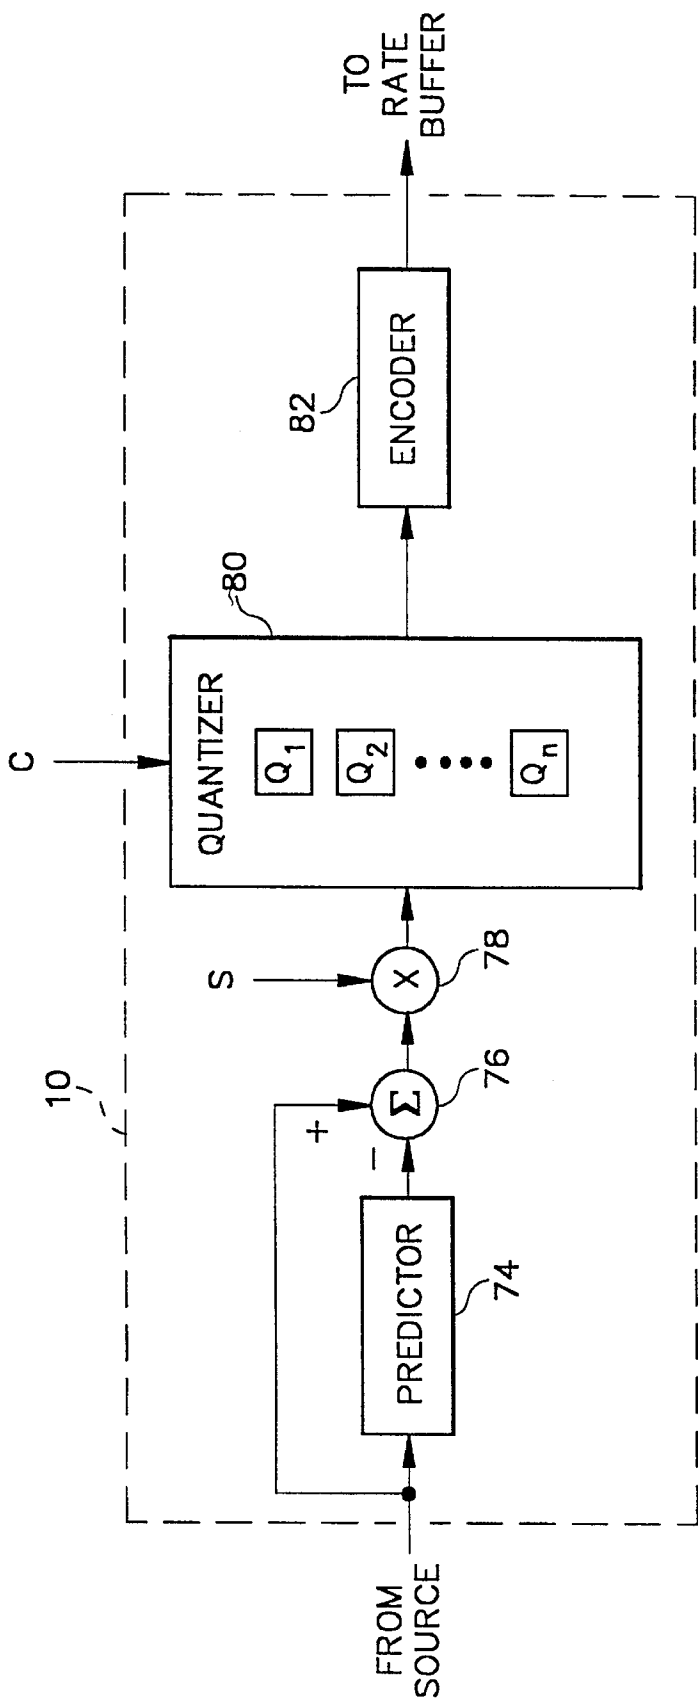 10
FROM
SOURCE
PREDICTOR
74
+
−
Σ
76
S
X
78
C
QUANTIZER
80
Q1
Q2
Qn
82
ENCODER
TO
RATE
BUFFER